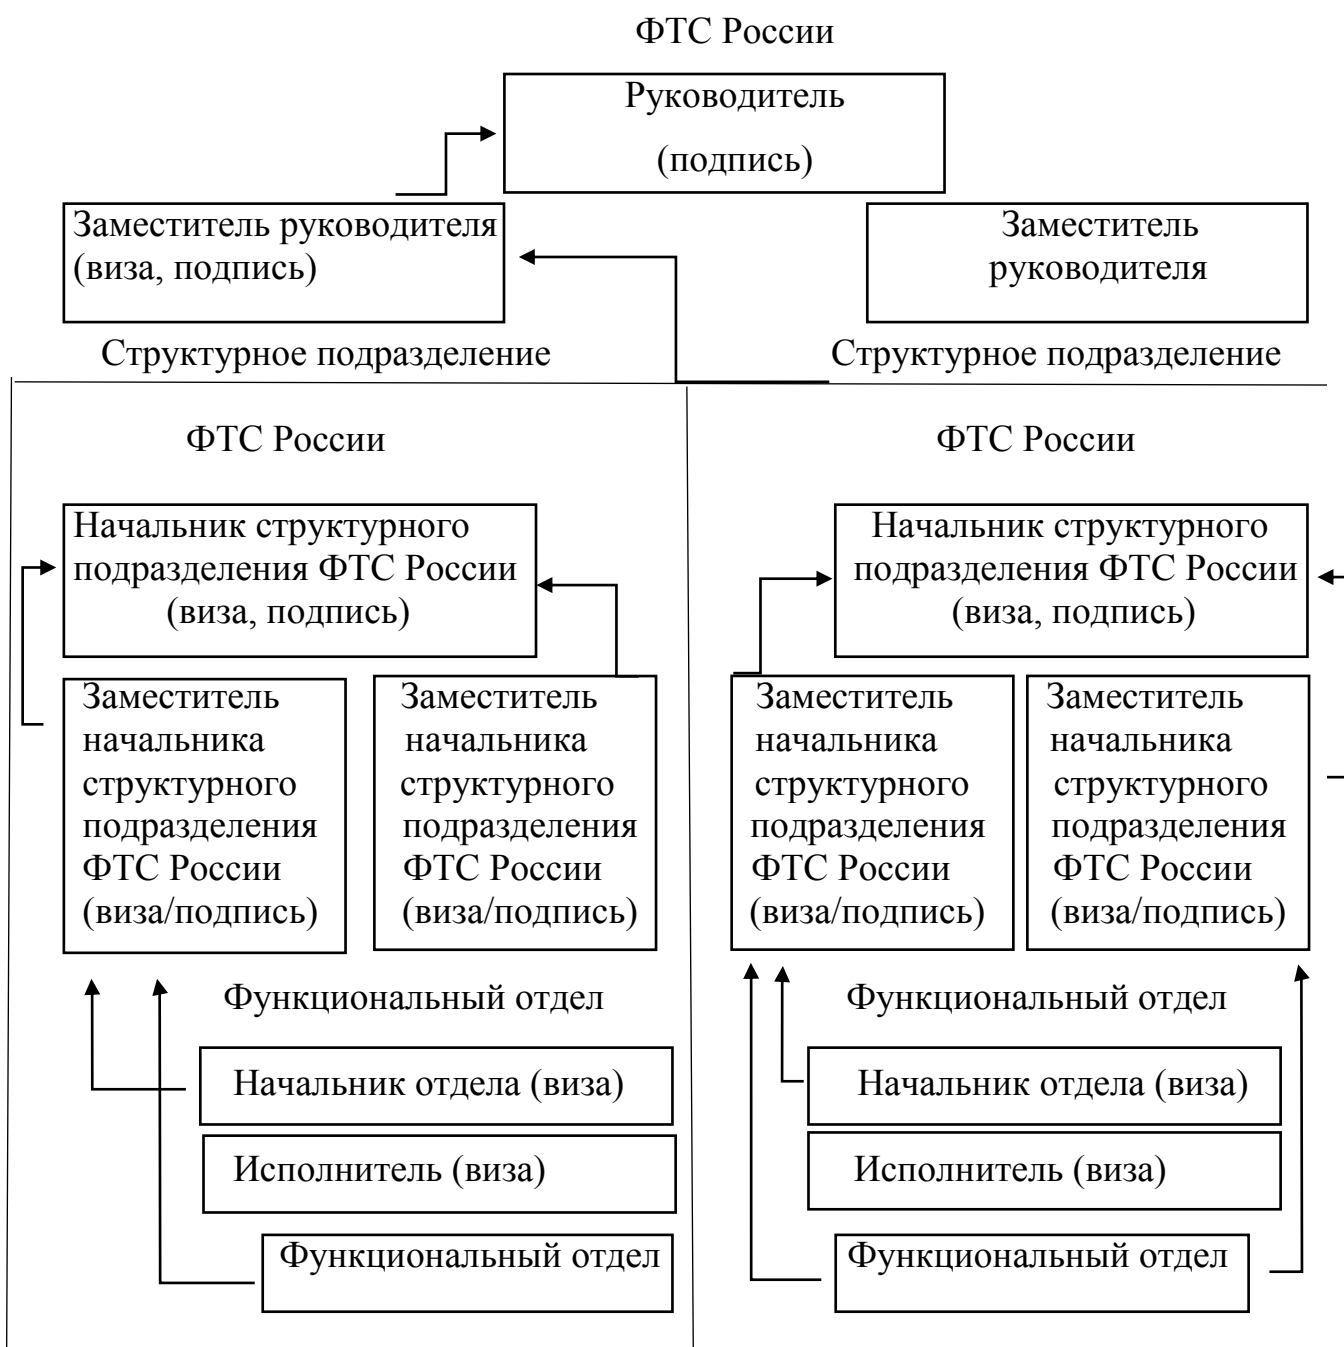 ФТС России
Руководитель
(подпись)
Заместитель руководителя
(виза, подпись)
Заместитель
руководителя
Структурное подразделение
Структурное подразделение
ФТС России
ФТС России
Начальник структурного
подразделения ФТС России
(виза, подпись)
Начальник структурного
подразделения ФТС России
(виза, подпись)
Заместитель
начальника
структурного
подразделения
ФТС России
(виза/подпись)
Заместитель
начальника
структурного
подразделения
ФТС России
(виза/подпись)
Заместитель
начальника
структурного
подразделения
ФТС России
(виза/подпись)
Заместитель
начальника
структурного
подразделения
ФТС России
(виза/подпись)
Функциональный отдел
Начальник отдела (виза)
Исполнитель (виза)
Функциональный отдел
Функциональный отдел
Начальник отдела (виза)
Исполнитель (виза)
Функциональный отдел